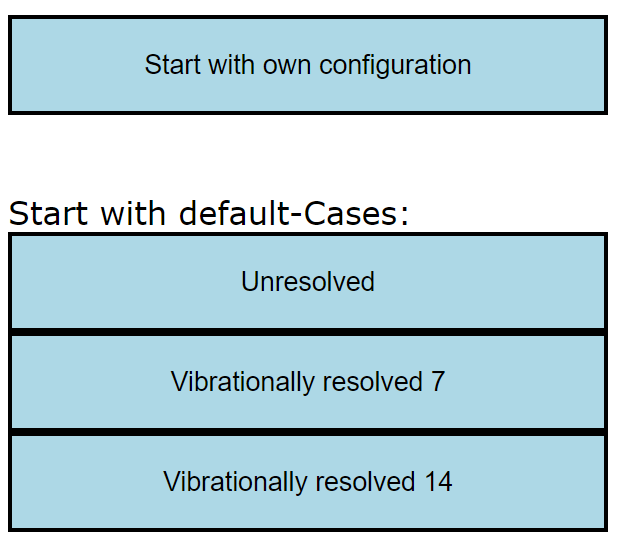 Start with own configuration
Start with default-Cases:
Unresolved
Vibrationally resolved 7
Vibrationally resolved 14